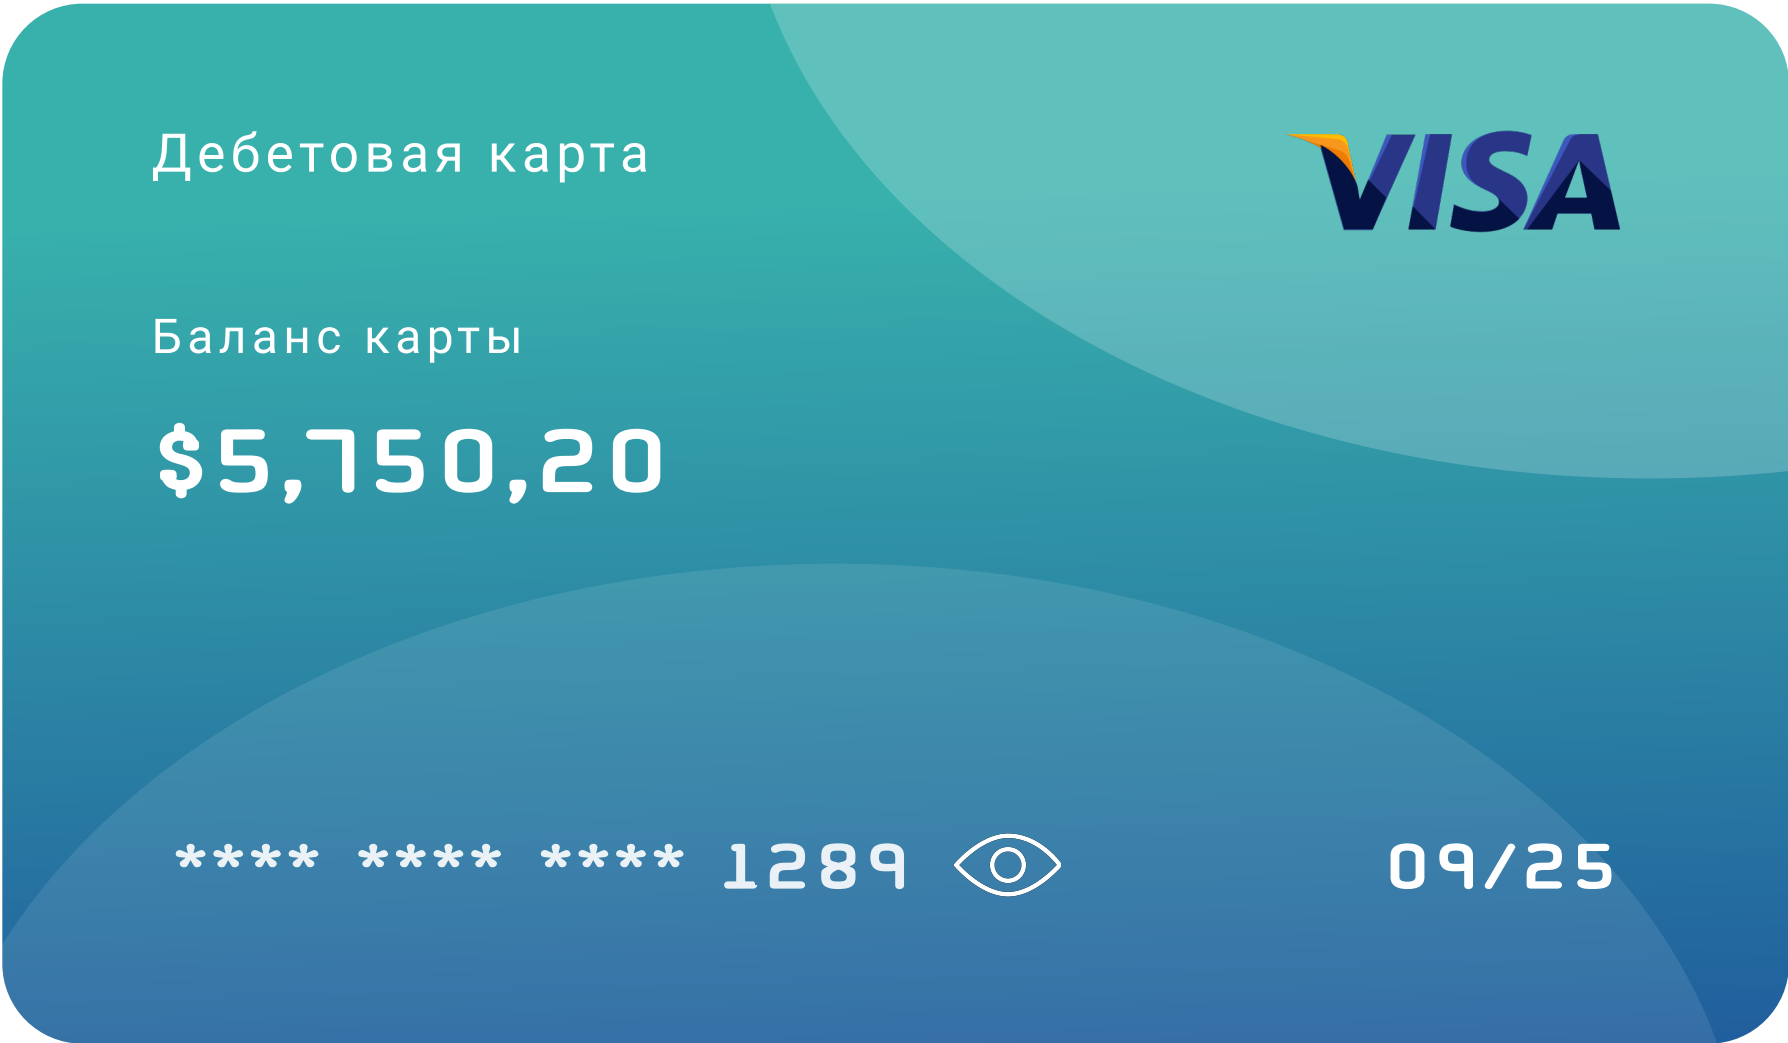 Дебетовая карта
VISA
Баланс карты
$5,750,20
**** **** **** 1289
09/25